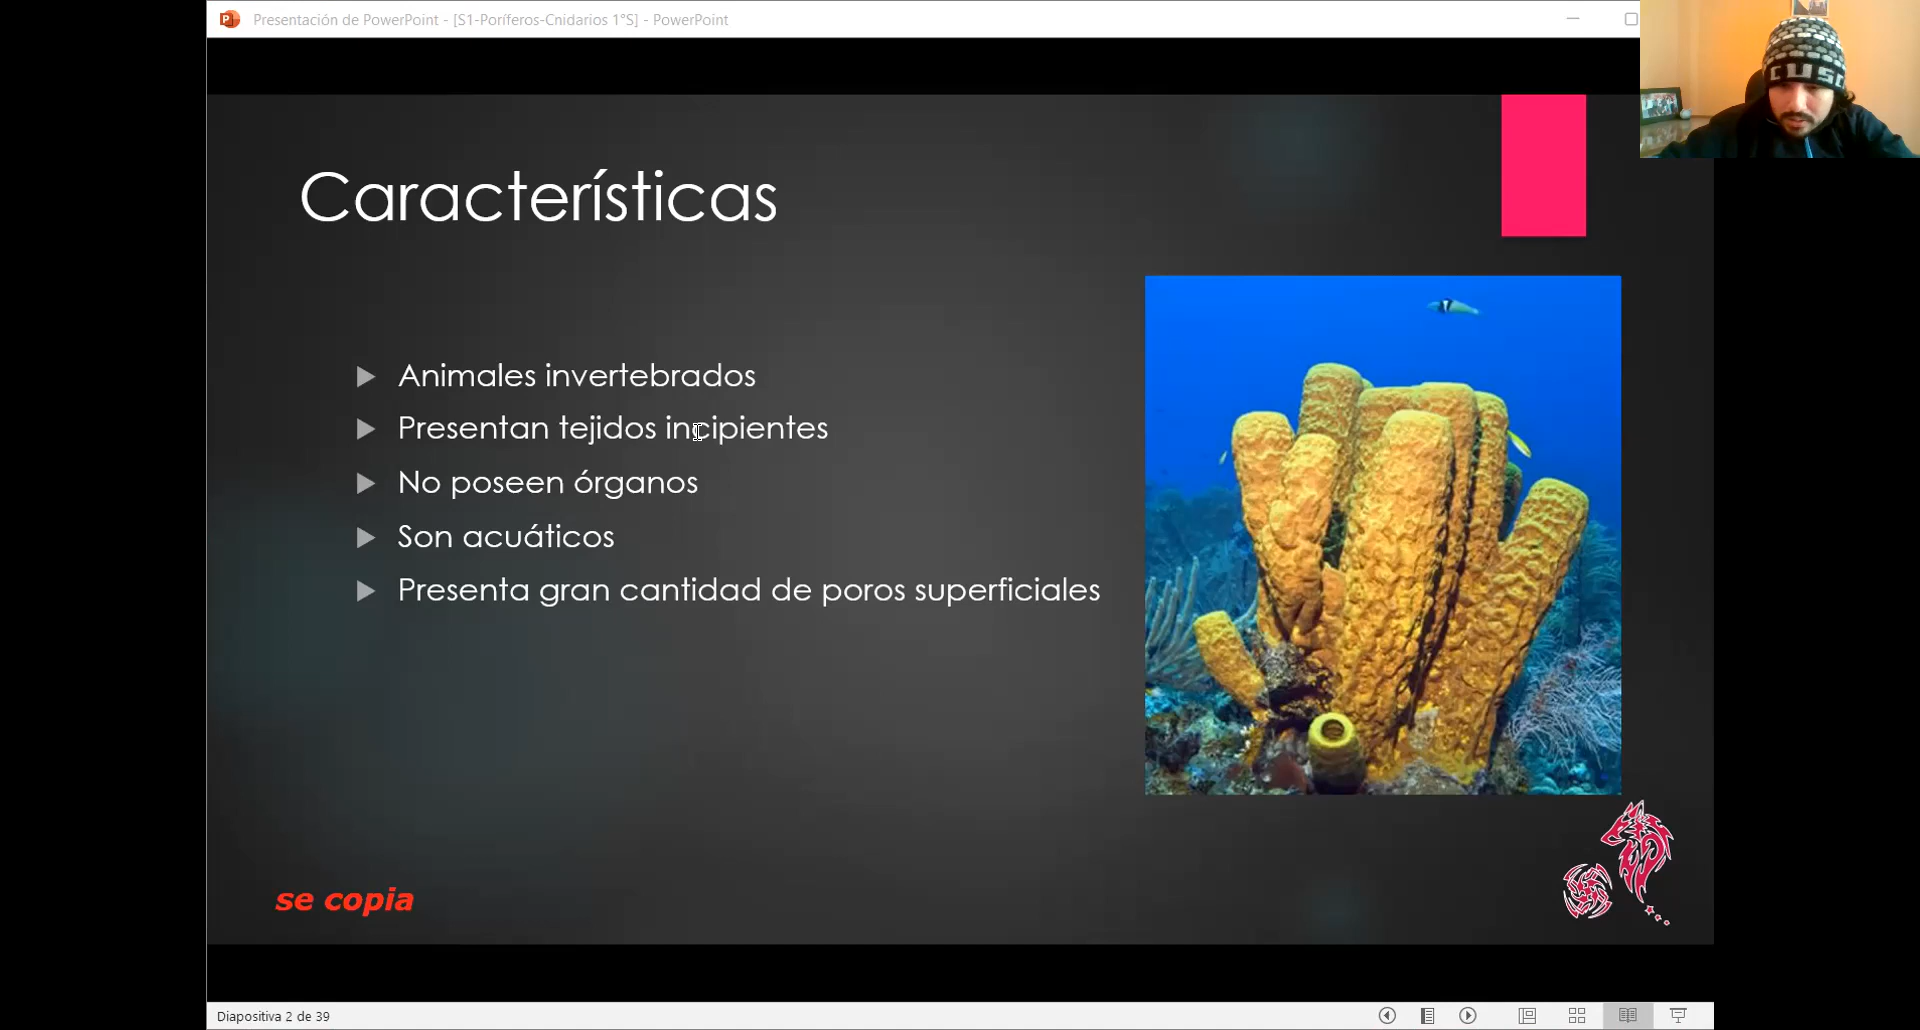 Presentación de PowerPoint - [S1-Poríferos-Cnidarios 1°S] - PowerPoint
CUSC
Características
Animales invertebrados
Presentan tejidos incipientes
No poseen órganos
Son acuáticos
Presenta gran cantidad de poros superficiales
se copia
Diapositiva 2 de 39